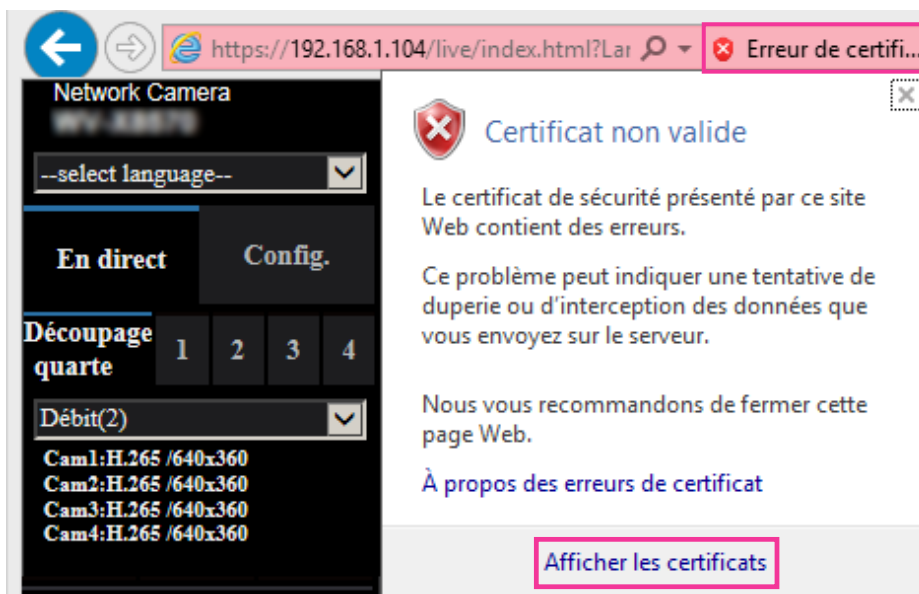 https://192.168.1.104/live/index.html?Lar
Erreur de certifi...
Network Camera
--select language--
En direct
Config.
Découpage
quarte
1
2
3
4
Débit(2)
Cam1:H.265 /640x360
Cam2:H.265 /640x360
Cam3:H.265 /640x360
Cam4:H.265 /640x360
Certificat non valide
Le certificat de sécurité présenté par ce site
Web contient des erreurs.
Ce problème peut indiquer une tentative de
duperie ou d'interception des données que
vous envoyez sur le serveur.
Nous vous recommandons de fermer cette
page Web.
À propos des erreurs de certificat
Afficher les certificats